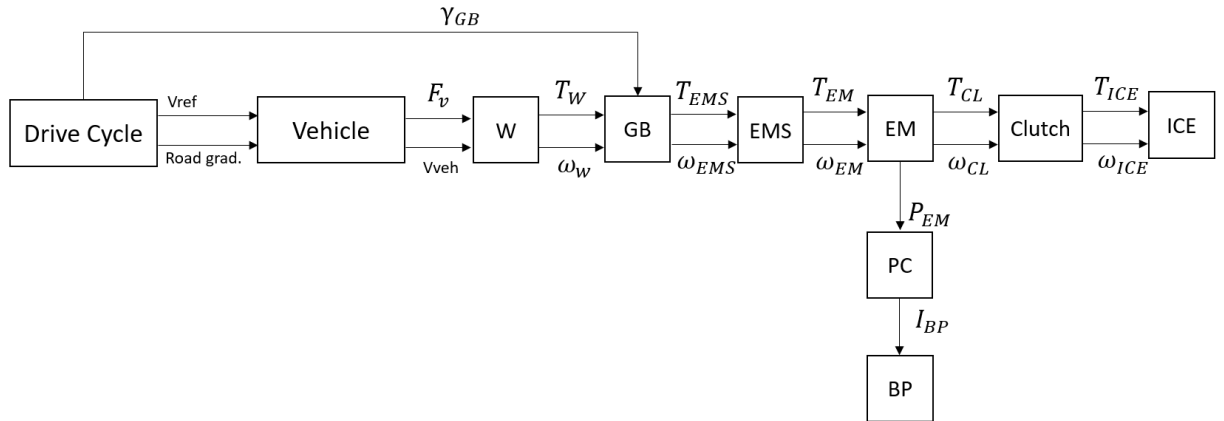 γ_GB
Vref
Road grad.
Drive Cycle
Vehicle
F_v
Vveh
W
T_W
ω_w
GB
T_EMS
ω_EMS
EMS
T_EM
ω_EM
EM
T_CL
ω_CL
Clutch
T_ICE
ω_ICE
ICE
P_EM
PC
I_BP
BP